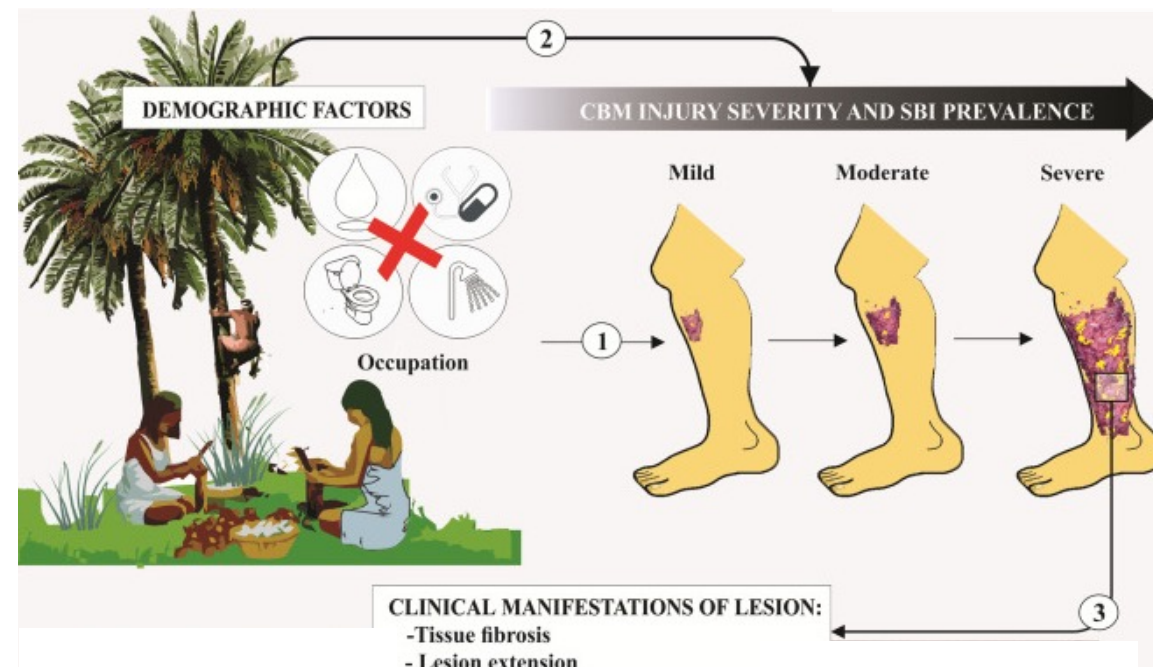 2
DEMOGRAPHIC FACTORS
CBM INJURY SEVERITY AND SBI PREVALENCE
Mild
Moderate
Severe
Occupation
1
3
CLINICAL MANIFESTATIONS OF LESION:
-Tissue fibrosis
- Lesion extension